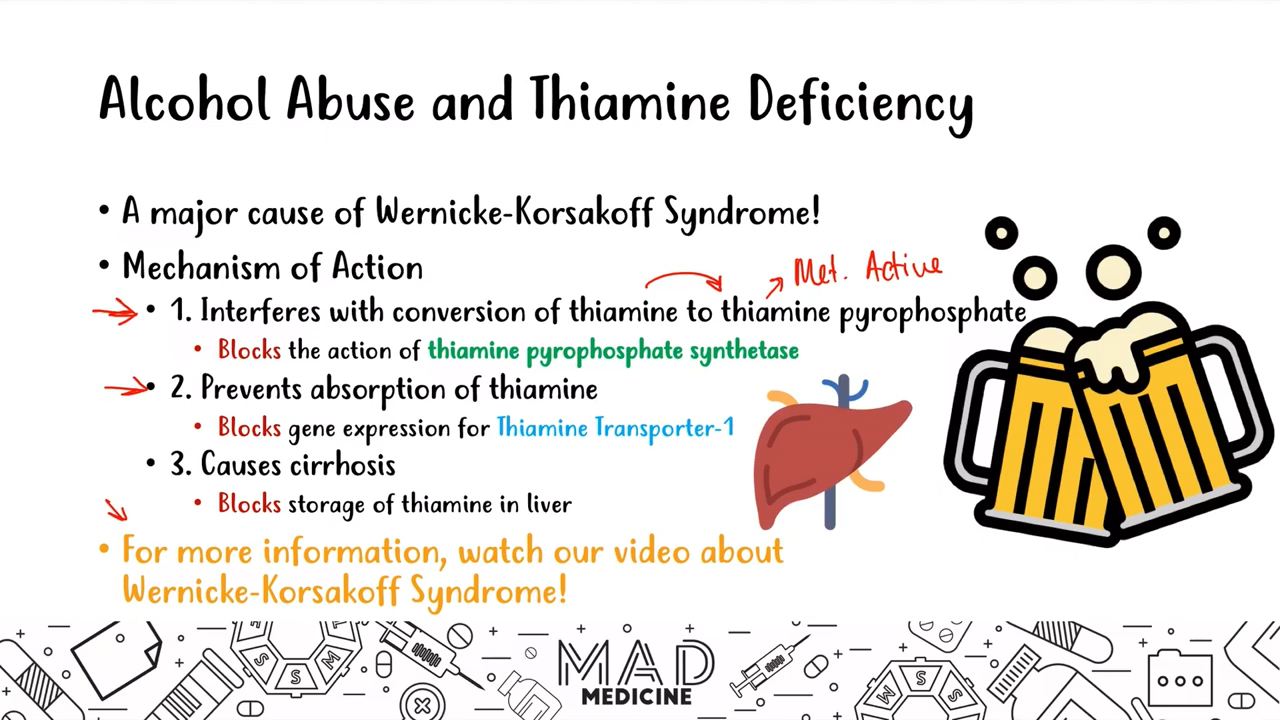 Alcohol Abuse and Thiamine Deficiency
• A major cause of Wernicke-Korsakoff Syndrome!
• Mechanism of Action
Met. Active
• 1. Interferes with conversion of thiamine to thiamine pyrophosphate
• Blocks the action of thiamine pyrophosphate synthetase
• 2. Prevents absorption of thiamine
• Blocks gene expression for Thiamine Transporter-1
• 3. Causes cirrhosis
• Blocks storage of thiamine in liver
• For more information, watch our video about
Wernicke-Korsakoff Syndrome!
MAD
MEDICINE